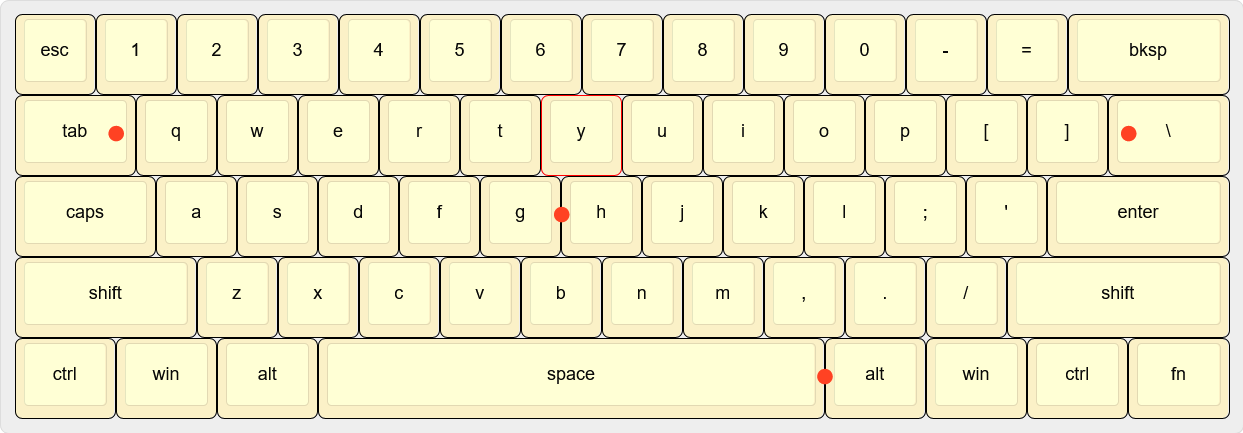 esc 1 2 3 4 5 6 7 8 9 0 - = bksp
tab q w e r t y u i o p [ ] \
caps a s d f g h j k l ; ' enter
shift z x c v b n m , . / shift
ctrl win alt space alt win ctrl fn